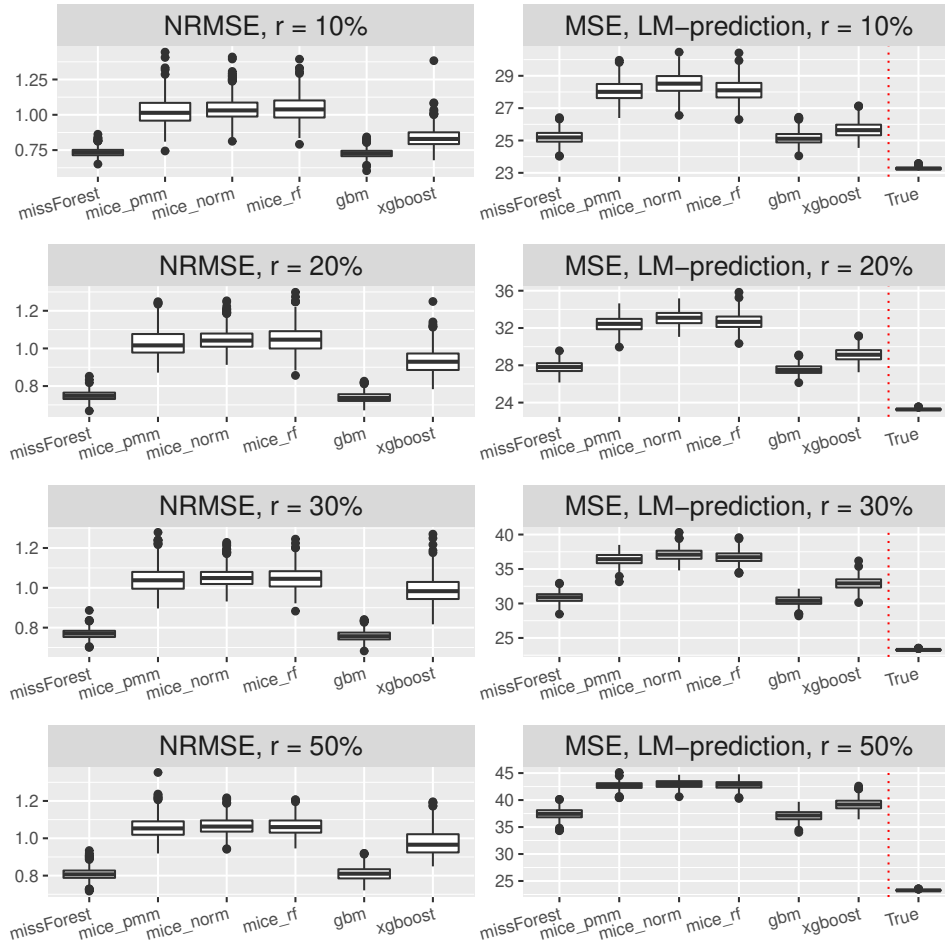 NRMSE, r = 10%
1.25
1.00
0.75
missForest mice_pmm mice_norm mice_rf gbm xgboost
MSE, LM−prediction, r = 10%
29
27
25
23
missForest mice_pmm mice_norm mice_rf gbm xgboost True
NRMSE, r = 20%
1.2
1.0
0.8
missForest mice_pmm mice_norm mice_rf gbm xgboost
MSE, LM−prediction, r = 20%
36
32
28
24
missForest mice_pmm mice_norm mice_rf gbm xgboost True
NRMSE, r = 30%
1.2
1.0
0.8
missForest mice_pmm mice_norm mice_rf gbm xgboost
MSE, LM−prediction, r = 30%
40
35
30
25
missForest mice_pmm mice_norm mice_rf gbm xgboost True
NRMSE, r = 50%
1.2
1.0
0.8
missForest mice_pmm mice_norm mice_rf gbm xgboost
MSE, LM−prediction, r = 50%
45
40
35
30
25
missForest mice_pmm mice_norm mice_rf gbm xgboost True